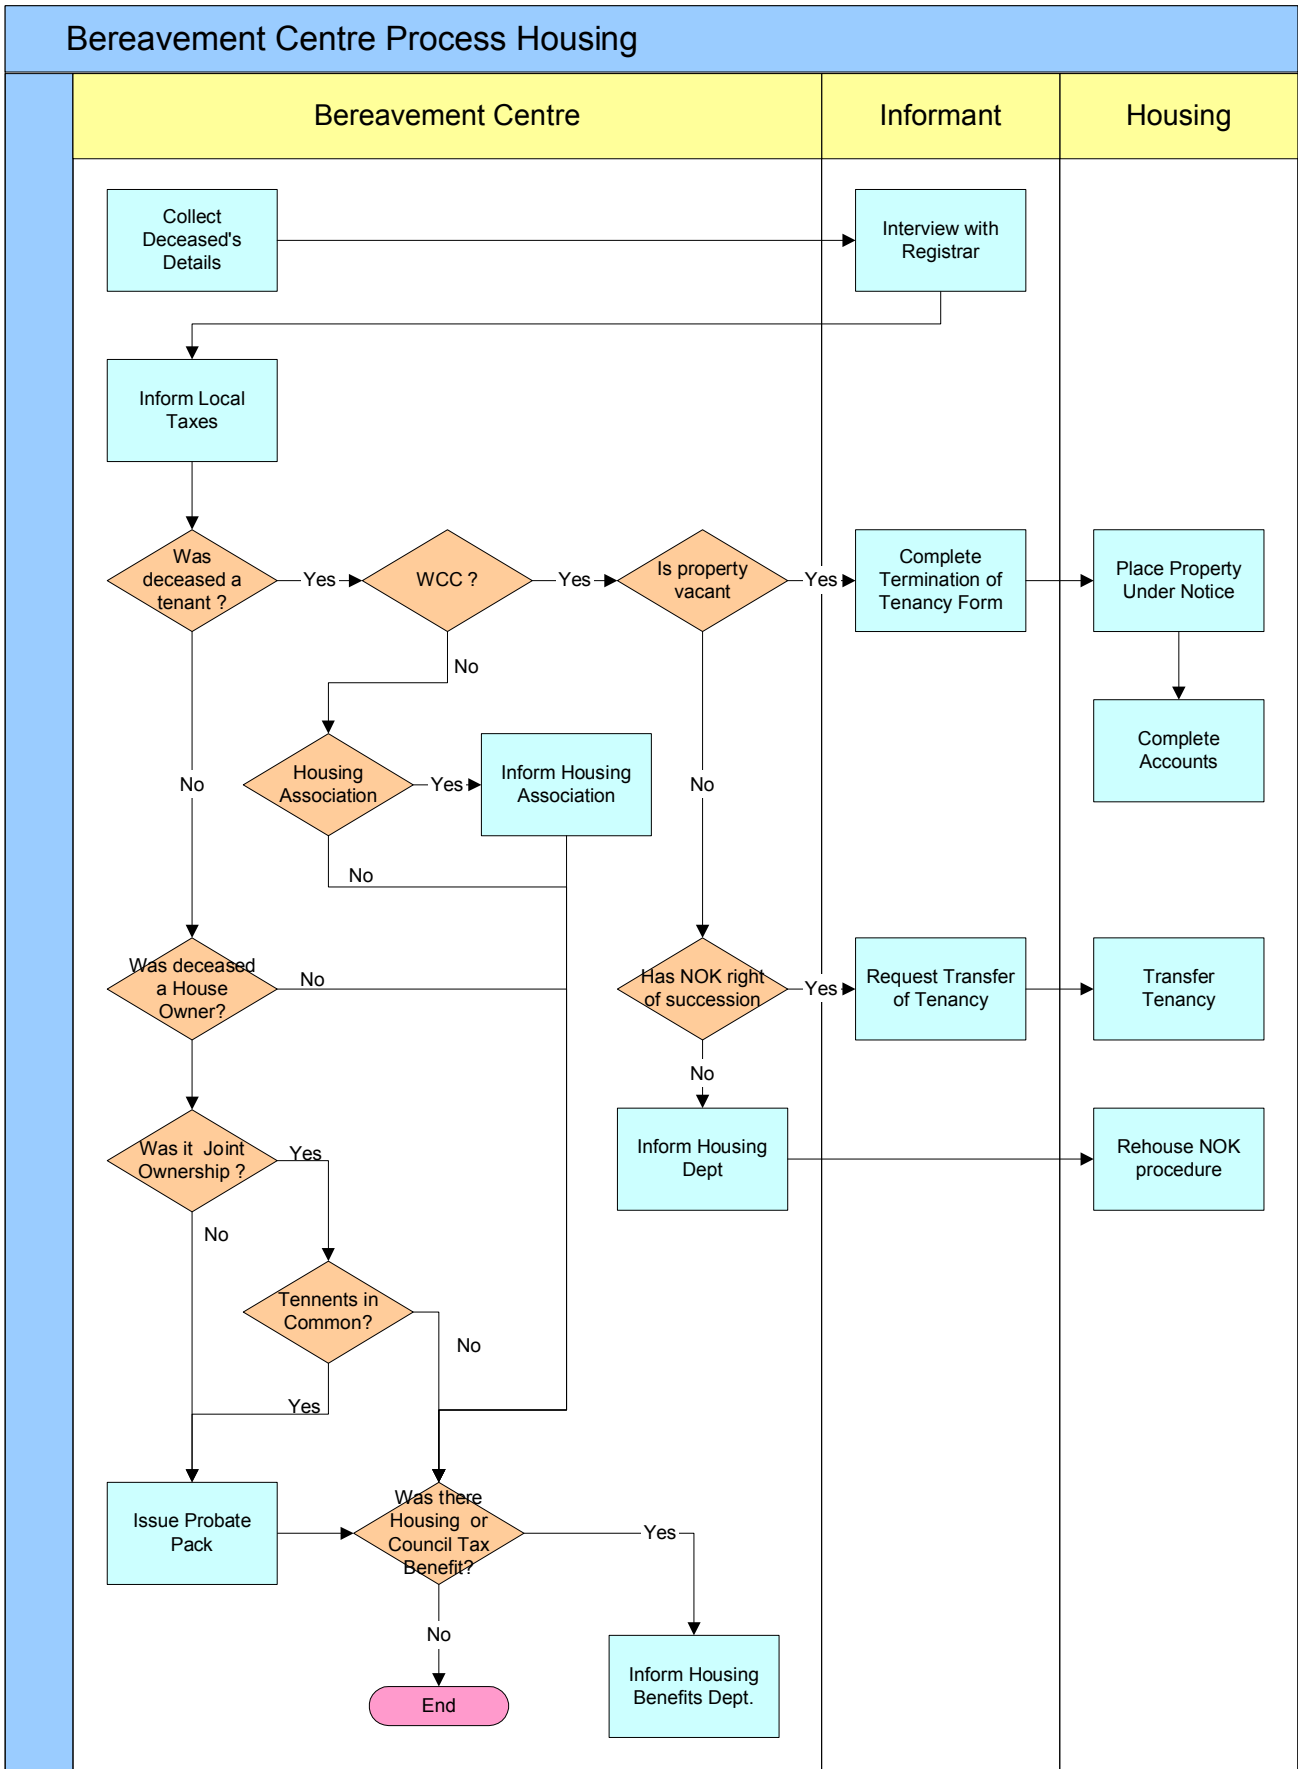 Bereavement Centre Process Housing
Bereavement Centre
Informant
Housing
Collect
Deceased's
Details
Interview with
Registrar
Inform Local
Taxes
Was
deceased a
tenant ?
Yes
WCC ?
Yes
Is property
vacant
Yes
Complete
Termination of
Tenancy Form
Place Property
Under Notice
No
Complete
Accounts
No
Housing
Association
Yes
Inform Housing
Association
No
No
Was deceased
a House
Owner?
No
Has NOK right
of succession
Yes
Request Transfer
of Tenancy
Transfer
Tenancy
No
Was it  Joint
Ownership ?
Yes
Inform Housing
Dept
Rehouse NOK
procedure
No
Tennents in
Common?
No
Yes
Issue Probate
Pack
Was there
Housing  or
Council Tax
Benefit?
Yes
No
Inform Housing
Benefits Dept.
End